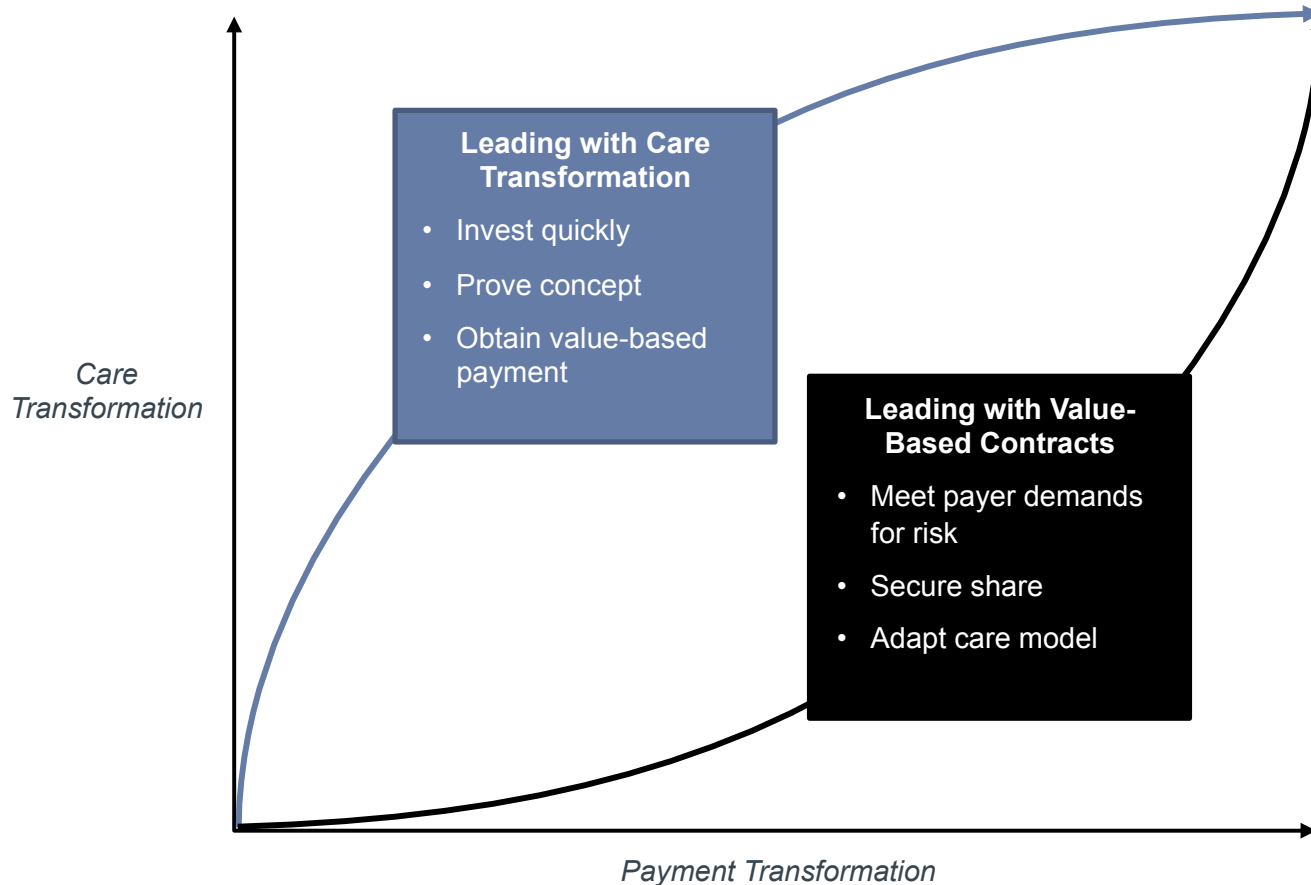 Leading with Care
Transformation
• Invest quickly
• Prove concept
• Obtain value-based
payment
Care
Transformation
Leading with Value-
Based Contracts
• Meet payer demands
for risk
• Secure share
• Adapt care model
Payment Transformation